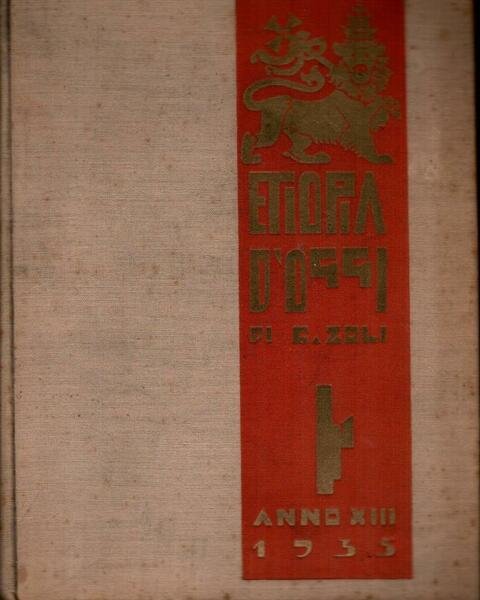 ETIOPIA
D'OGGI
DI G. ZOLI
ANNO XIII
1935